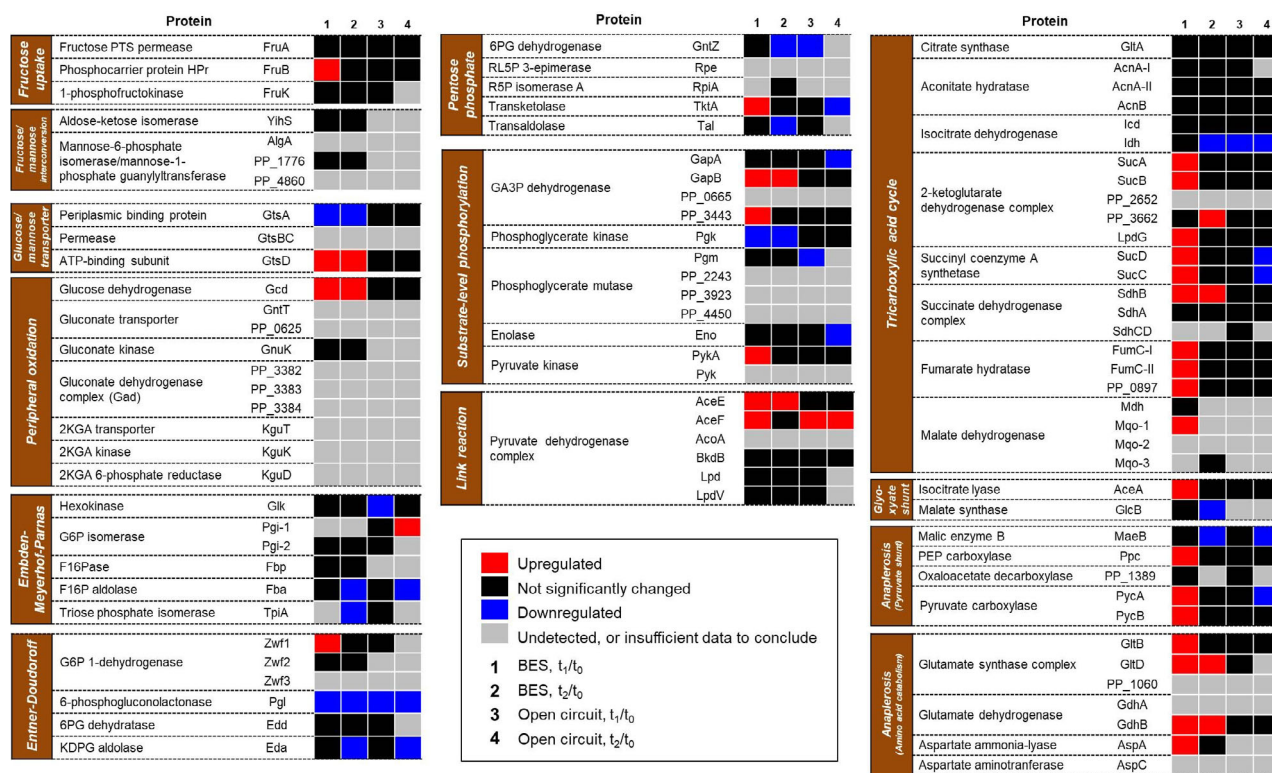 Protein
1 2 3 4
Fructose uptake
Fructose PTS permease FruA
Phosphocarrier protein HPr FruB
1-phosphofructokinase FruK
Fructose/ mannose interconversion
Aldose-ketose isomerase YihS
Mannose-6-phosphate isomerase/mannose-1-phosphate guanylyltransferase
AlgA
PP_1776
PP_4860
Glucose/ mannose transporter
Periplasmic binding protein GtsA
Permease GtsBC
ATP-binding subunit GtsD
Peripheral oxidation
Glucose dehydrogenase Gcd
Gluconate transporter
GntT
PP_0625
Gluconate kinase GnuK
Gluconate dehydrogenase complex (Gad)
PP_3382
PP_3383
PP_3384
2KGA transporter KguT
2KGA kinase KguK
2KGA 6-phosphate reductase KguD
Embden-Meyerhof-Parnas
Hexokinase Glk
G6P isomerase
Pgi-1
Pgi-2
F16Pase Fbp
F16P aldolase Fba
Triose phosphate isomerase TpiA
Entner-Doudoroff
G6P 1-dehydrogenase
Zwf1
Zwf2
Zwf3
6-phosphogluconolactonase Pgl
6PG dehydratase Edd
KDPG aldolase Eda
Protein
1 2 3 4
Pentose phosphate
6PG dehydrogenase GntZ
RL5P 3-epimerase Rpe
R5P isomerase A RpiA
Transketolase TktA
Transaldolase Tal
Substrate-level phosphorylation
GA3P dehydrogenase
GapA
GapB
PP_0665
PP_3443
Phosphoglycerate kinase Pgk
Phosphoglycerate mutase
Pgm
PP_2243
PP_3923
PP_4450
Enolase Eno
Pyruvate kinase
PykA
Pyk
Link reaction
Pyruvate dehydrogenase complex
AceE
AceF
AcoA
BkdB
Lpd
LpdV
Upregulated
Not significantly changed
Downregulated
Undetected, or insufficient data to conclude
1 BES, t1/t0
2 BES, t2/t0
3 Open circuit, t1/t0
4 Open circuit, t2/t0
Protein
1 2 3 4
Tricarboxylic acid cycle
Citrate synthase GltA
Aconitate hydratase
AcnA-I
AcnA-II
AcnB
Isocitrate dehydrogenase
Icd
Idh
2-ketoglutarate dehydrogenase complex
SucA
SucB
PP_2652
PP_3662
LpdG
Succinyl coenzyme A synthetase
SucD
SucC
Succinate dehydrogenase complex
SdhB
SdhA
SdhCD
Fumarate hydratase
FumC-I
FumC-II
PP_0897
Malate dehydrogenase
Mdh
Mqo-1
Mqo-2
Mqo-3
Glyo-xyate shunt
Isocitrate lyase AceA
Malate synthase GlcB
Anaplerosis (Pyruvate shunt)
Malic enzyme B MaeB
PEP carboxylase Ppc
Oxaloacetate decarboxylase PP_1389
Pyruvate carboxylase
PycA
PycB
Anaplerosis (Amino acid catabolism)
Glutamate synthase complex
GltB
GltD
PP_1060
Glutamate dehydrogenase
GdhA
GdhB
Aspartate ammonia-lyase AspA
Aspartate aminotranferase AspC